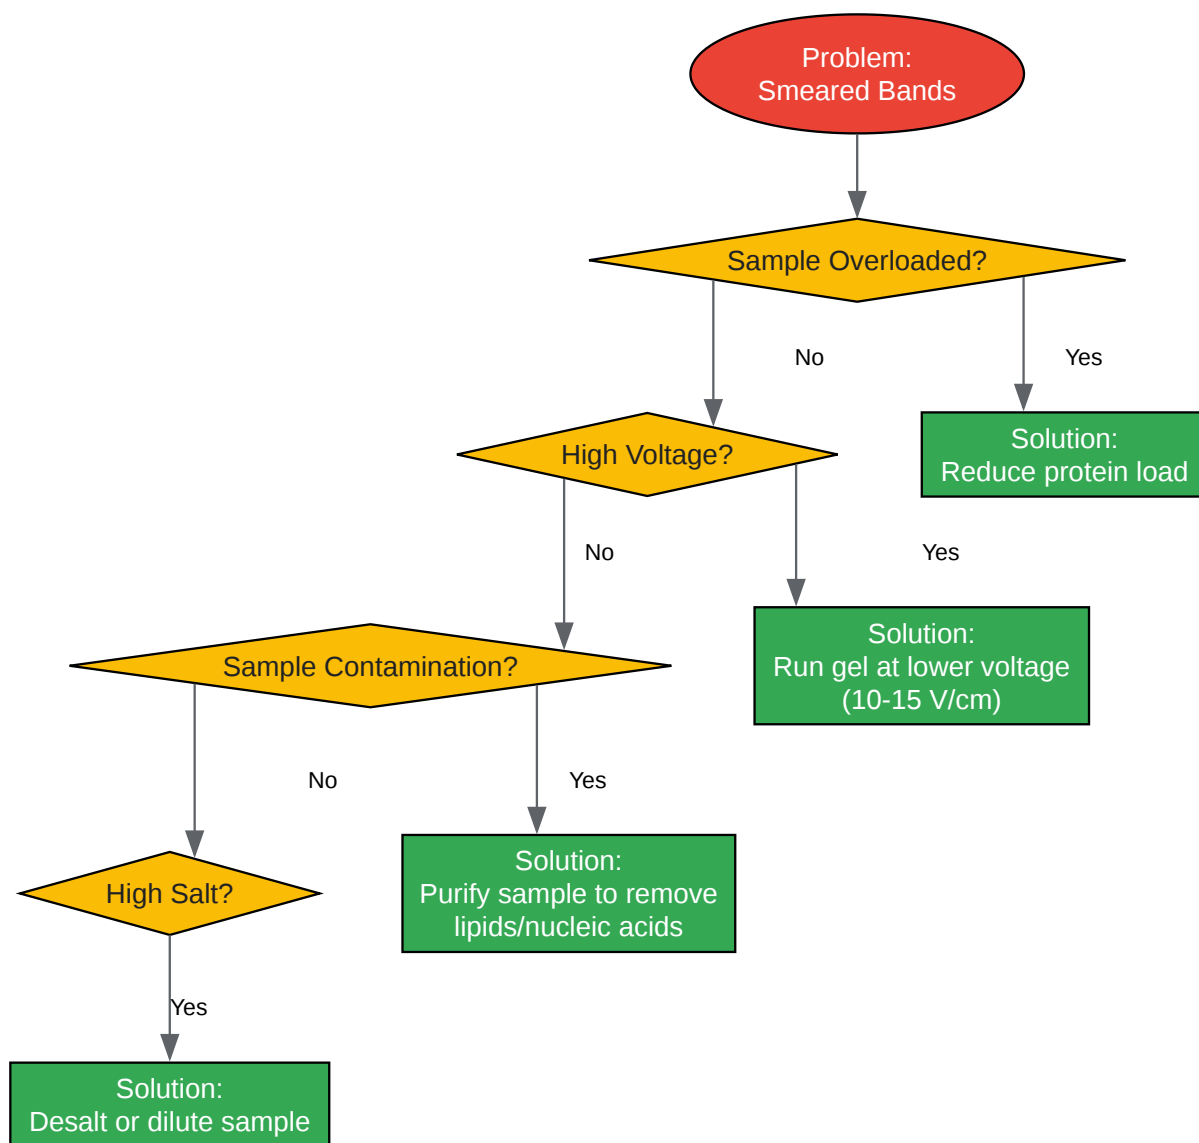 Problem:
Smeared Bands
Sample Overloaded?
No
Yes
High Voltage?
Solution:
Reduce protein load
No
Yes
Sample Contamination?
Solution:
Run gel at lower voltage
(10-15 V/cm)
No
Yes
High Salt?
Solution:
Purify sample to remove
lipids/nucleic acids
Yes
Solution:
Desalt or dilute sample